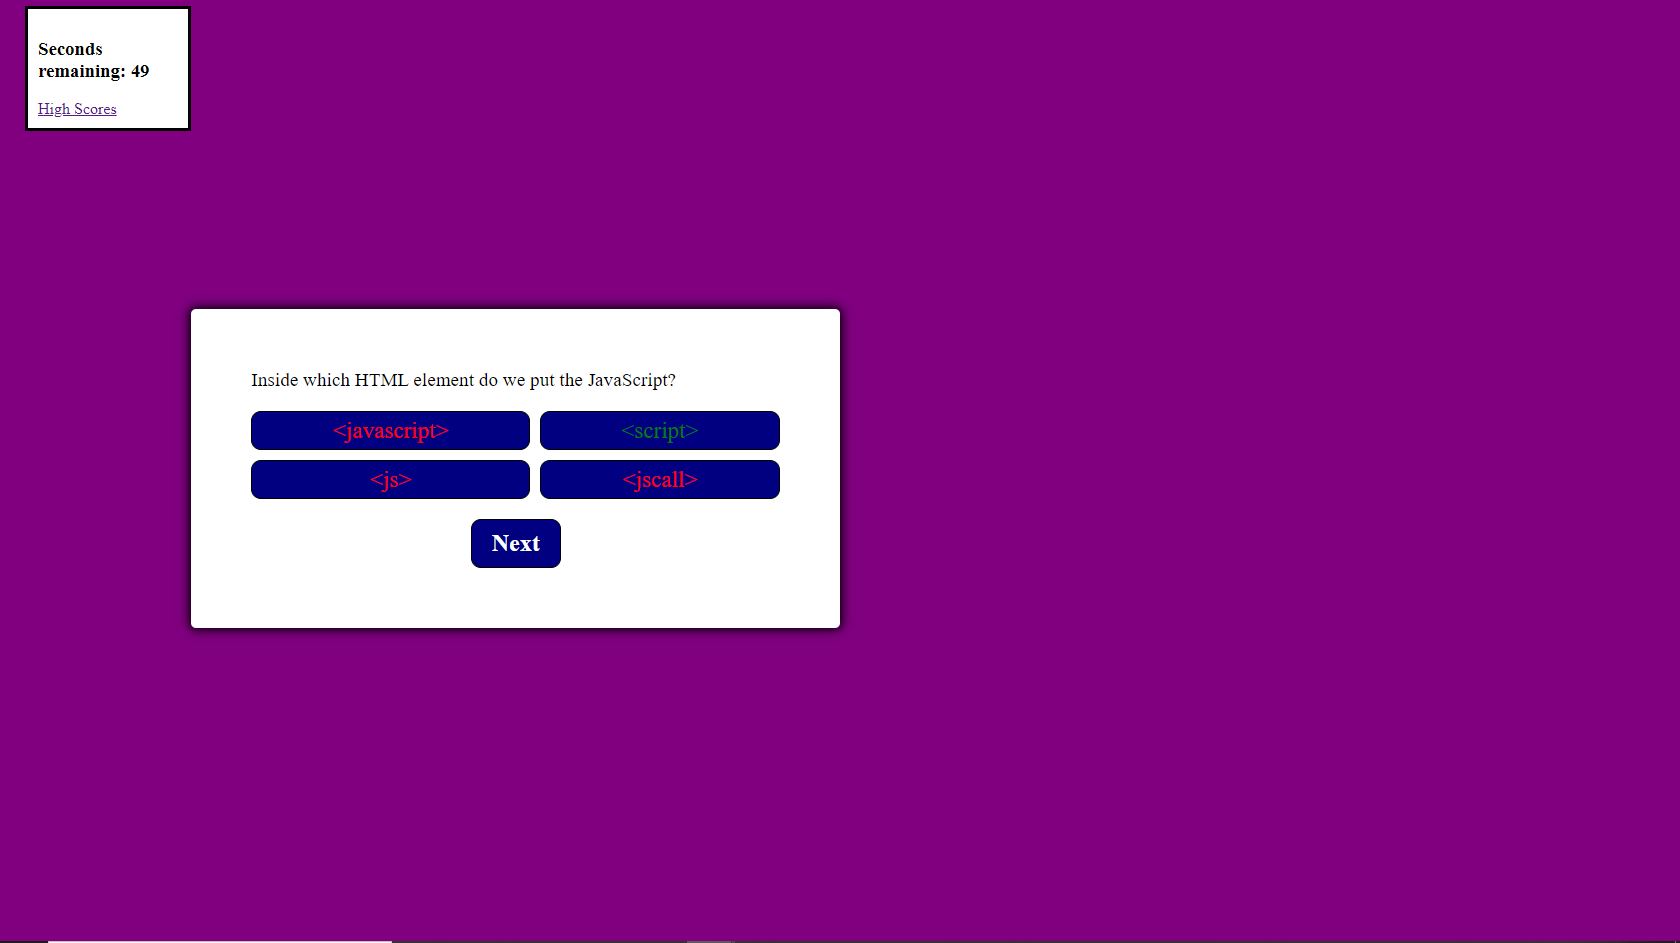 Seconds
remaining: 49
High Scores
Inside which HTML element do we put the JavaScript?
<javascript>
<script>
<js>
<jscall>
Next